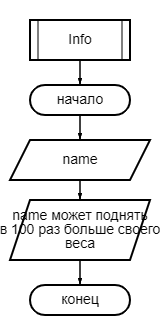 Info
начало
name
name может поднять
в 100 раз больше своего
веса
конец